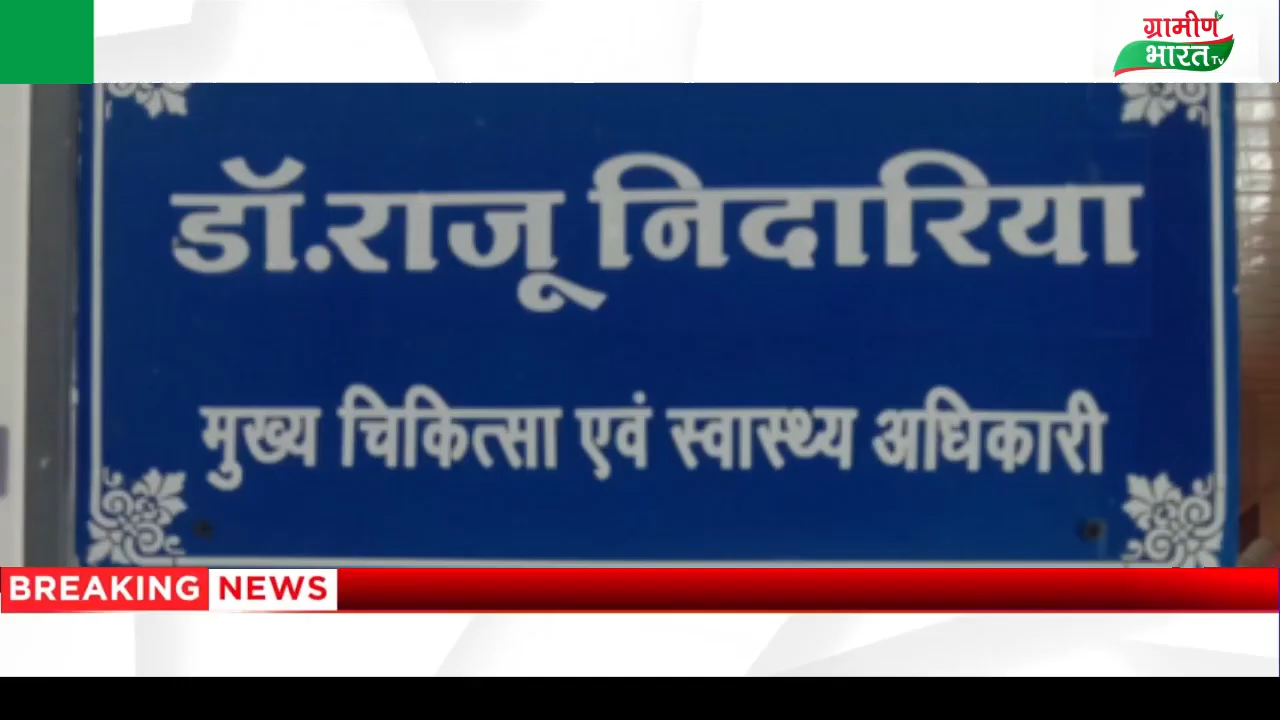 ग्रामीण
भारत Tv
डॉ.राजू निदारिया
मुख्य चिकित्सा एवं स्वास्थ्य अधिकारी
BREAKING NEWS